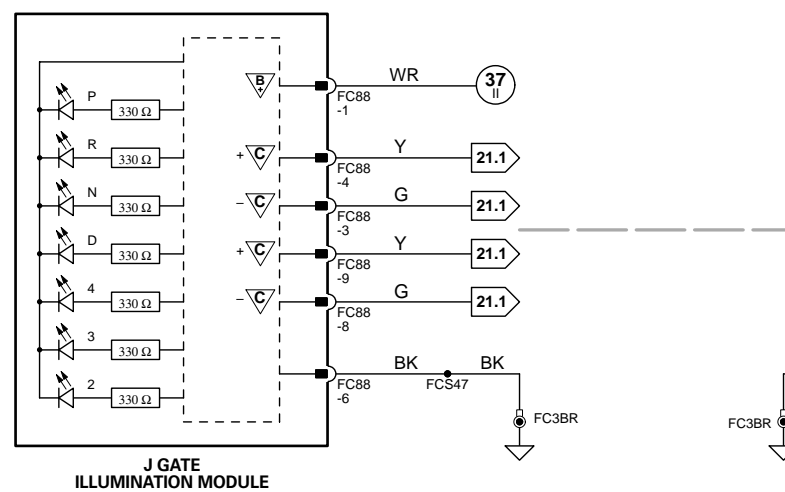 B
+
WR
37
II
FC88
-1
P
330 Ω
R
330 Ω
+ C
Y
21.1
FC88
-4
N
330 Ω
– C
G
21.1
FC88
-3
D
330 Ω
+ C
Y
21.1
FC88
-9
4
330 Ω
– C
G
21.1
FC88
-8
3
330 Ω
BK
BK
FC88
-6
FCS47
2
330 Ω
FC3BR
FC3BR
J GATE
ILLUMINATION MODULE